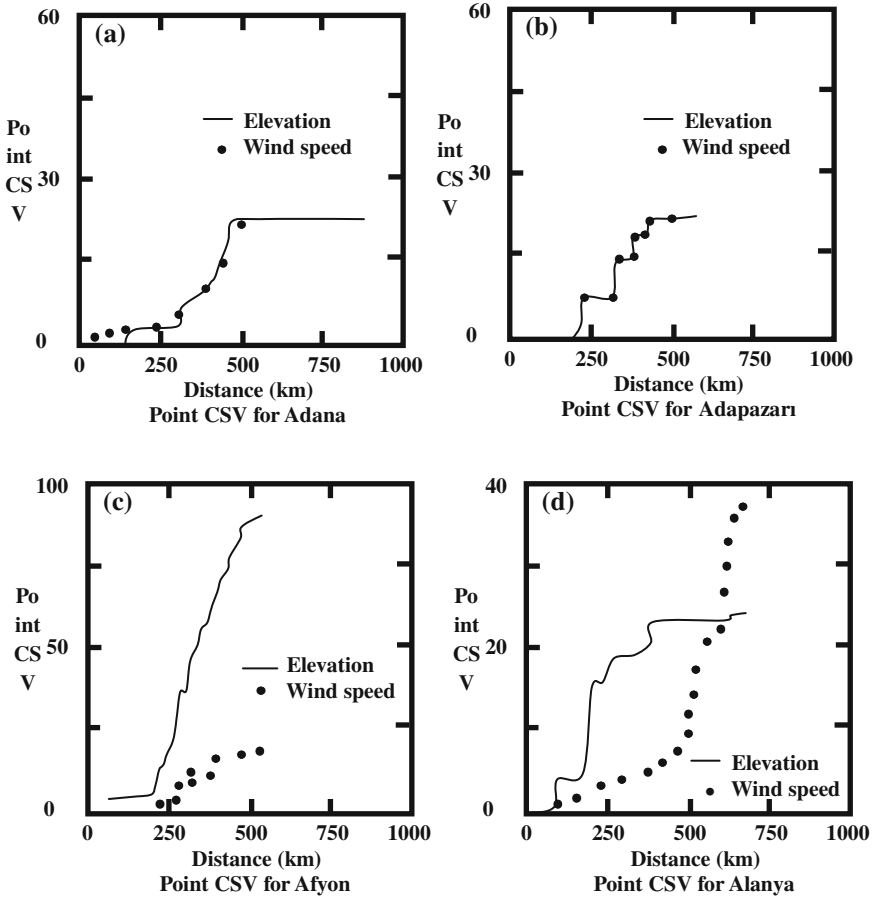 60
(a)
Po
int
CS
V
30
0
Elevation
Wind speed
0 250 500 750 1000
Distance (km)
Point CSV for Adana
60
(b)
Po
int
CS
V
30
0
Elevation
Wind speed
0 250 500 750 1000
Distance (km)
Point CSV for Adapazarı
100
(c)
Po
int
CS
V
50
0
Elevation
Wind speed
0 250 500 750 1000
Distance (km)
Point CSV for Afyon
40
(d)
Po
int
CS
V
20
0
Elevation
Wind speed
0 250 500 750 1000
Distance (km)
Point CSV for Alanya